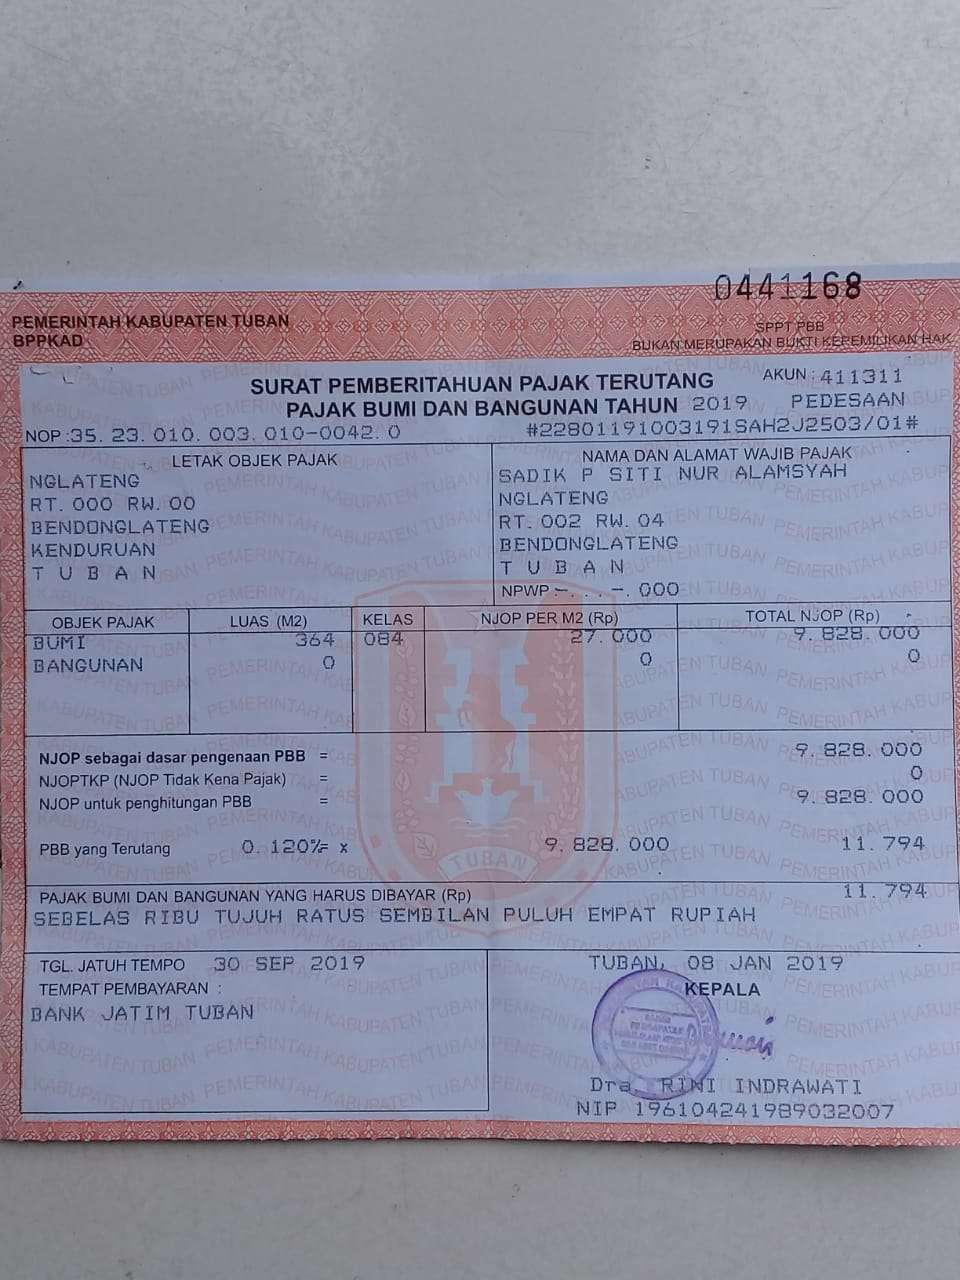 0441168
PEMERINTAH KABUPATEN TUBAN
BPPKAD
SPPT PBB
BUKAN MERUPAKAN BUKTI KEPEMILIKAN HAK
SURAT PEMBERITAHUAN PAJAK TERUTANG
AKUN : 411311
PAJAK BUMI DAN BANGUNAN TAHUN 2019 PEDESAAN
NOP :35. 23. 010. 003. 010-0042. 0 #22801191003191SAH2J2503/01#
LETAK OBJEK PAJAK
NGLATENG
RT. 000 RW. 00
BENDONGLATENG
KENDURUAN
T U B A N
NAMA DAN ALAMAT WAJIB PAJAK
SADIK P SITI NUR ALAMSYAH
NGLATENG
RT. 002 RW. 04
BENDONGLATENG
T U B A N
NPWP :-. . . -. 000
OBJEK PAJAK LUAS (M2) KELAS NJOP PER M2 (Rp) TOTAL NJOP (Rp)
BUMI 364 084 27. 000 9. 828. 000
BANGUNAN 0 0 0
NJOP sebagai dasar pengenaan PBB = 9. 828. 000
NJOPTKP (NJOP Tidak Kena Pajak) = 0
NJOP untuk penghitungan PBB = 9. 828. 000
PBB yang Terutang 0. 120%= x 9. 828. 000 11. 794
TUBAN
PAJAK BUMI DAN BANGUNAN YANG HARUS DIBAYAR (Rp) 11. 794
SEBELAS RIBU TUJUH RATUS SEMBILAN PULUH EMPAT RUPIAH
TGL. JATUH TEMPO 30 SEP 2019
TEMPAT PEMBAYARAN :
BANK JATIM TUBAN
TUBAN, 08 JAN 2019
KEPALA
Dra. RINI INDRAWATI
NIP 196104241989032007